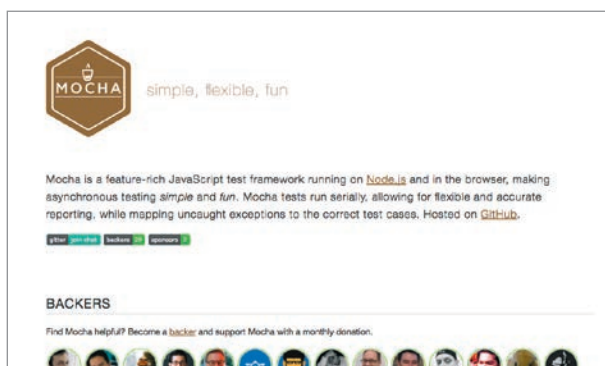 MOCHA
simple, flexible, fun
Mocha is a feature-rich JavaScript test framework running on Node.js and in the browser, making
asynchronous testing simple and fun. Mocha tests run serially, allowing for flexible and accurate
reporting, while mapping uncaught exceptions to the correct test cases. Hosted on GitHub.
gitter join chat backers sponsors
BACKERS
Find Mocha helpful? Become a backer and support Mocha with a monthly donation.